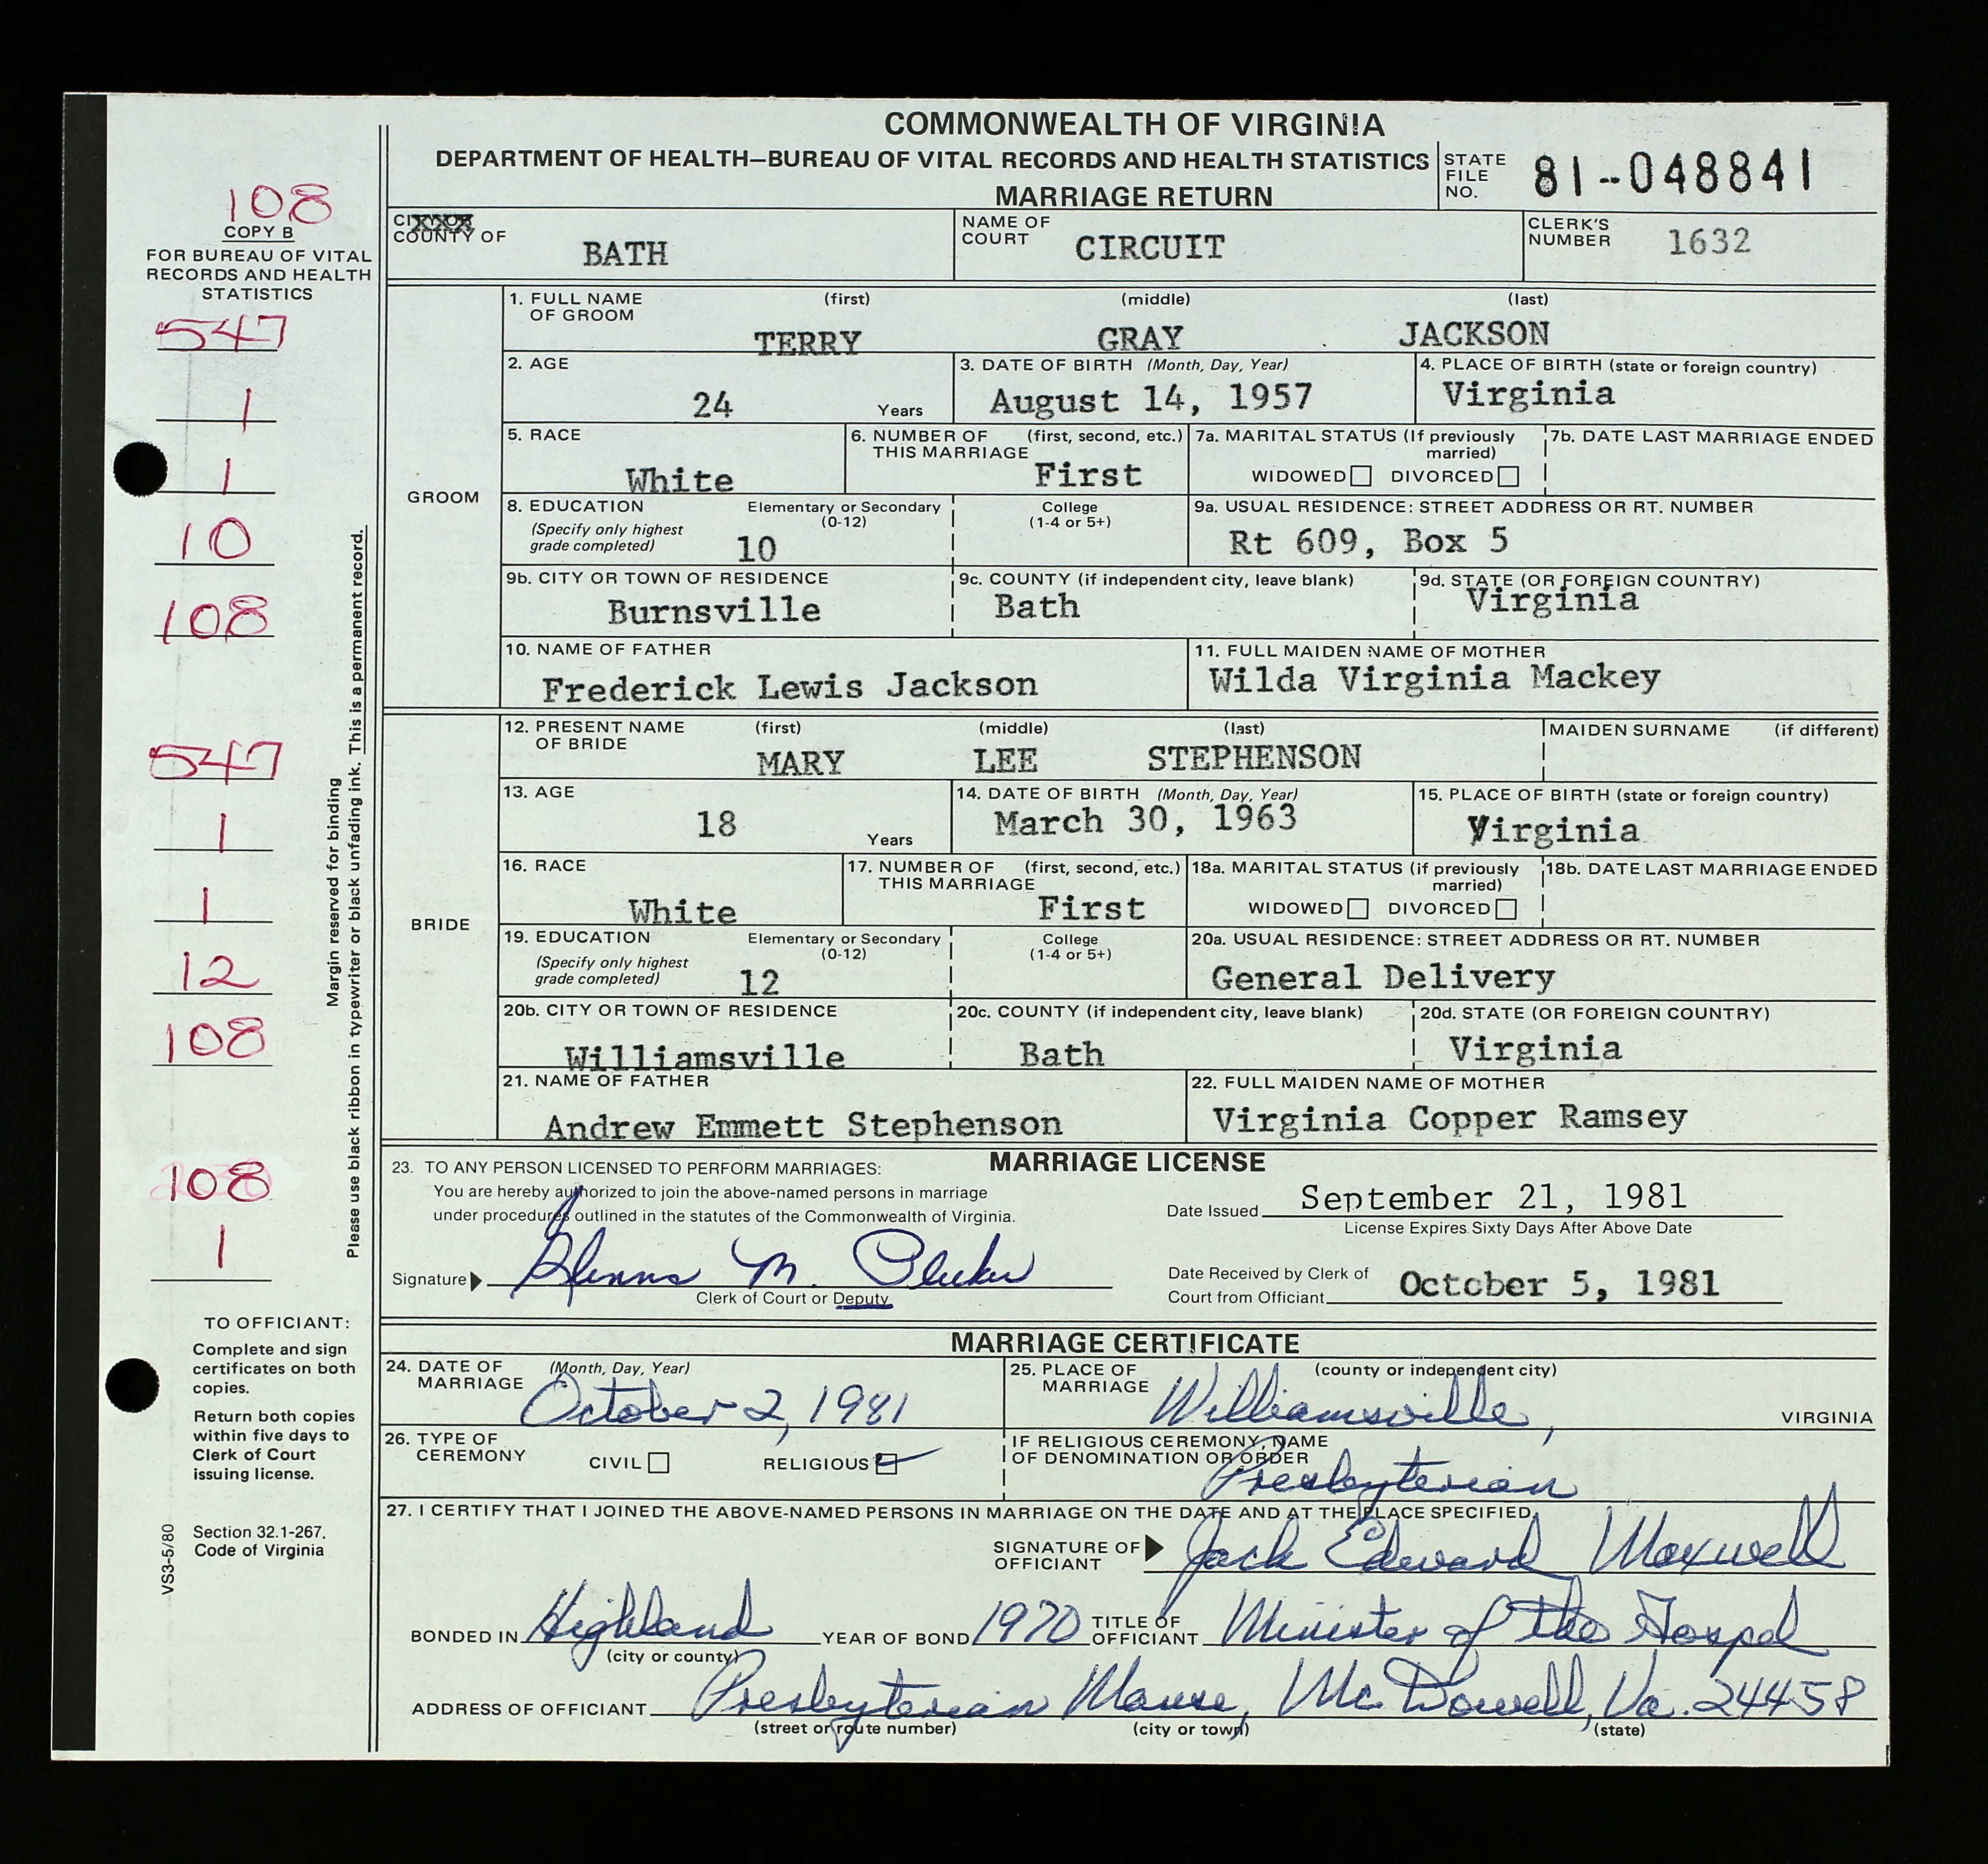 COMMONWEALTH OF VIRGINIA
DEPARTMENT OF HEALTH—BUREAU OF VITAL RECORDS AND HEALTH STATISTICS
MARRIAGE RETURN
STATE FILE NO. 81--048841
108
COPY B
FOR BUREAU OF VITAL
RECORDS AND HEALTH
STATISTICS
547
1
1
10
108
547
1
1
12
108
108
1
Margin reserved for binding
Please use black ribbon in typewriter or black unfading ink. This is a permanent record.
TO OFFICIANT:
Complete and sign
certificates on both
copies.
Return both copies
within five days to
Clerk of Court
issuing license.
Section 32.1-267,
Code of Virginia
VS3-5/80
COUNTY OF BATH
NAME OF COURT CIRCUIT
CLERK'S NUMBER 1632
GROOM
1. FULL NAME OF GROOM (first) (middle) (last)
TERRY GRAY JACKSON
2. AGE 24 Years
3. DATE OF BIRTH (Month, Day, Year) August 14, 1957
4. PLACE OF BIRTH (state or foreign country) Virginia
5. RACE White
6. NUMBER OF THIS MARRIAGE (first, second, etc.) First
7a. MARITAL STATUS (If previously married) WIDOWED DIVORCED
7b. DATE LAST MARRIAGE ENDED
8. EDUCATION (Specify only highest grade completed) Elementary or Secondary (0-12) 10
College (1-4 or 5+)
9a. USUAL RESIDENCE: STREET ADDRESS OR RT. NUMBER Rt 609, Box 5
9b. CITY OR TOWN OF RESIDENCE Burnsville
9c. COUNTY (if independent city, leave blank) Bath
9d. STATE (OR FOREIGN COUNTRY) Virginia
10. NAME OF FATHER Frederick Lewis Jackson
11. FULL MAIDEN NAME OF MOTHER Wilda Virginia Mackey
BRIDE
12. PRESENT NAME OF BRIDE (first) (middle) (last)
MARY LEE STEPHENSON
MAIDEN SURNAME (if different)
13. AGE 18 Years
14. DATE OF BIRTH (Month, Day, Year) March 30, 1963
15. PLACE OF BIRTH (state or foreign country) Virginia
16. RACE White
17. NUMBER OF THIS MARRIAGE (first, second, etc.) First
18a. MARITAL STATUS (if previously married) WIDOWED DIVORCED
18b. DATE LAST MARRIAGE ENDED
19. EDUCATION (Specify only highest grade completed) Elementary or Secondary (0-12) 12
College (1-4 or 5+)
20a. USUAL RESIDENCE: STREET ADDRESS OR RT. NUMBER General Delivery
20b. CITY OR TOWN OF RESIDENCE Williamsville
20c. COUNTY (if independent city, leave blank) Bath
20d. STATE (OR FOREIGN COUNTRY) Virginia
21. NAME OF FATHER Andrew Emmett Stephenson
22. FULL MAIDEN NAME OF MOTHER Virginia Copper Ramsey
MARRIAGE LICENSE
23. TO ANY PERSON LICENSED TO PERFORM MARRIAGES:
You are hereby authorized to join the above-named persons in marriage
under procedures outlined in the statutes of the Commonwealth of Virginia.
Date Issued September 21, 1981
License Expires Sixty Days After Above Date
Signature M.
Clerk of Court or Deputy
Date Received by Clerk of
Court from Officiant October 5, 1981
MARRIAGE CERTIFICATE
24. DATE OF MARRIAGE (Month, Day, Year) October 2, 1981
25. PLACE OF MARRIAGE (county or independent city) Williamsville, VIRGINIA
26. TYPE OF CEREMONY CIVIL RELIGIOUS
IF RELIGIOUS CEREMONY, NAME OF DENOMINATION OR ORDER Presbyterian
27. I CERTIFY THAT I JOINED THE ABOVE-NAMED PERSONS IN MARRIAGE ON THE DATE AND AT THE PLACE SPECIFIED.
SIGNATURE OF OFFICIANT Jack Edward Maxwell
BONDED IN Highland (city or county) YEAR OF BOND 1970 TITLE OF OFFICIANT Minister of the Gospel
ADDRESS OF OFFICIANT Presbyterian Manse, McDowell, Va. 24458
(street or route number) (city or town) (state)